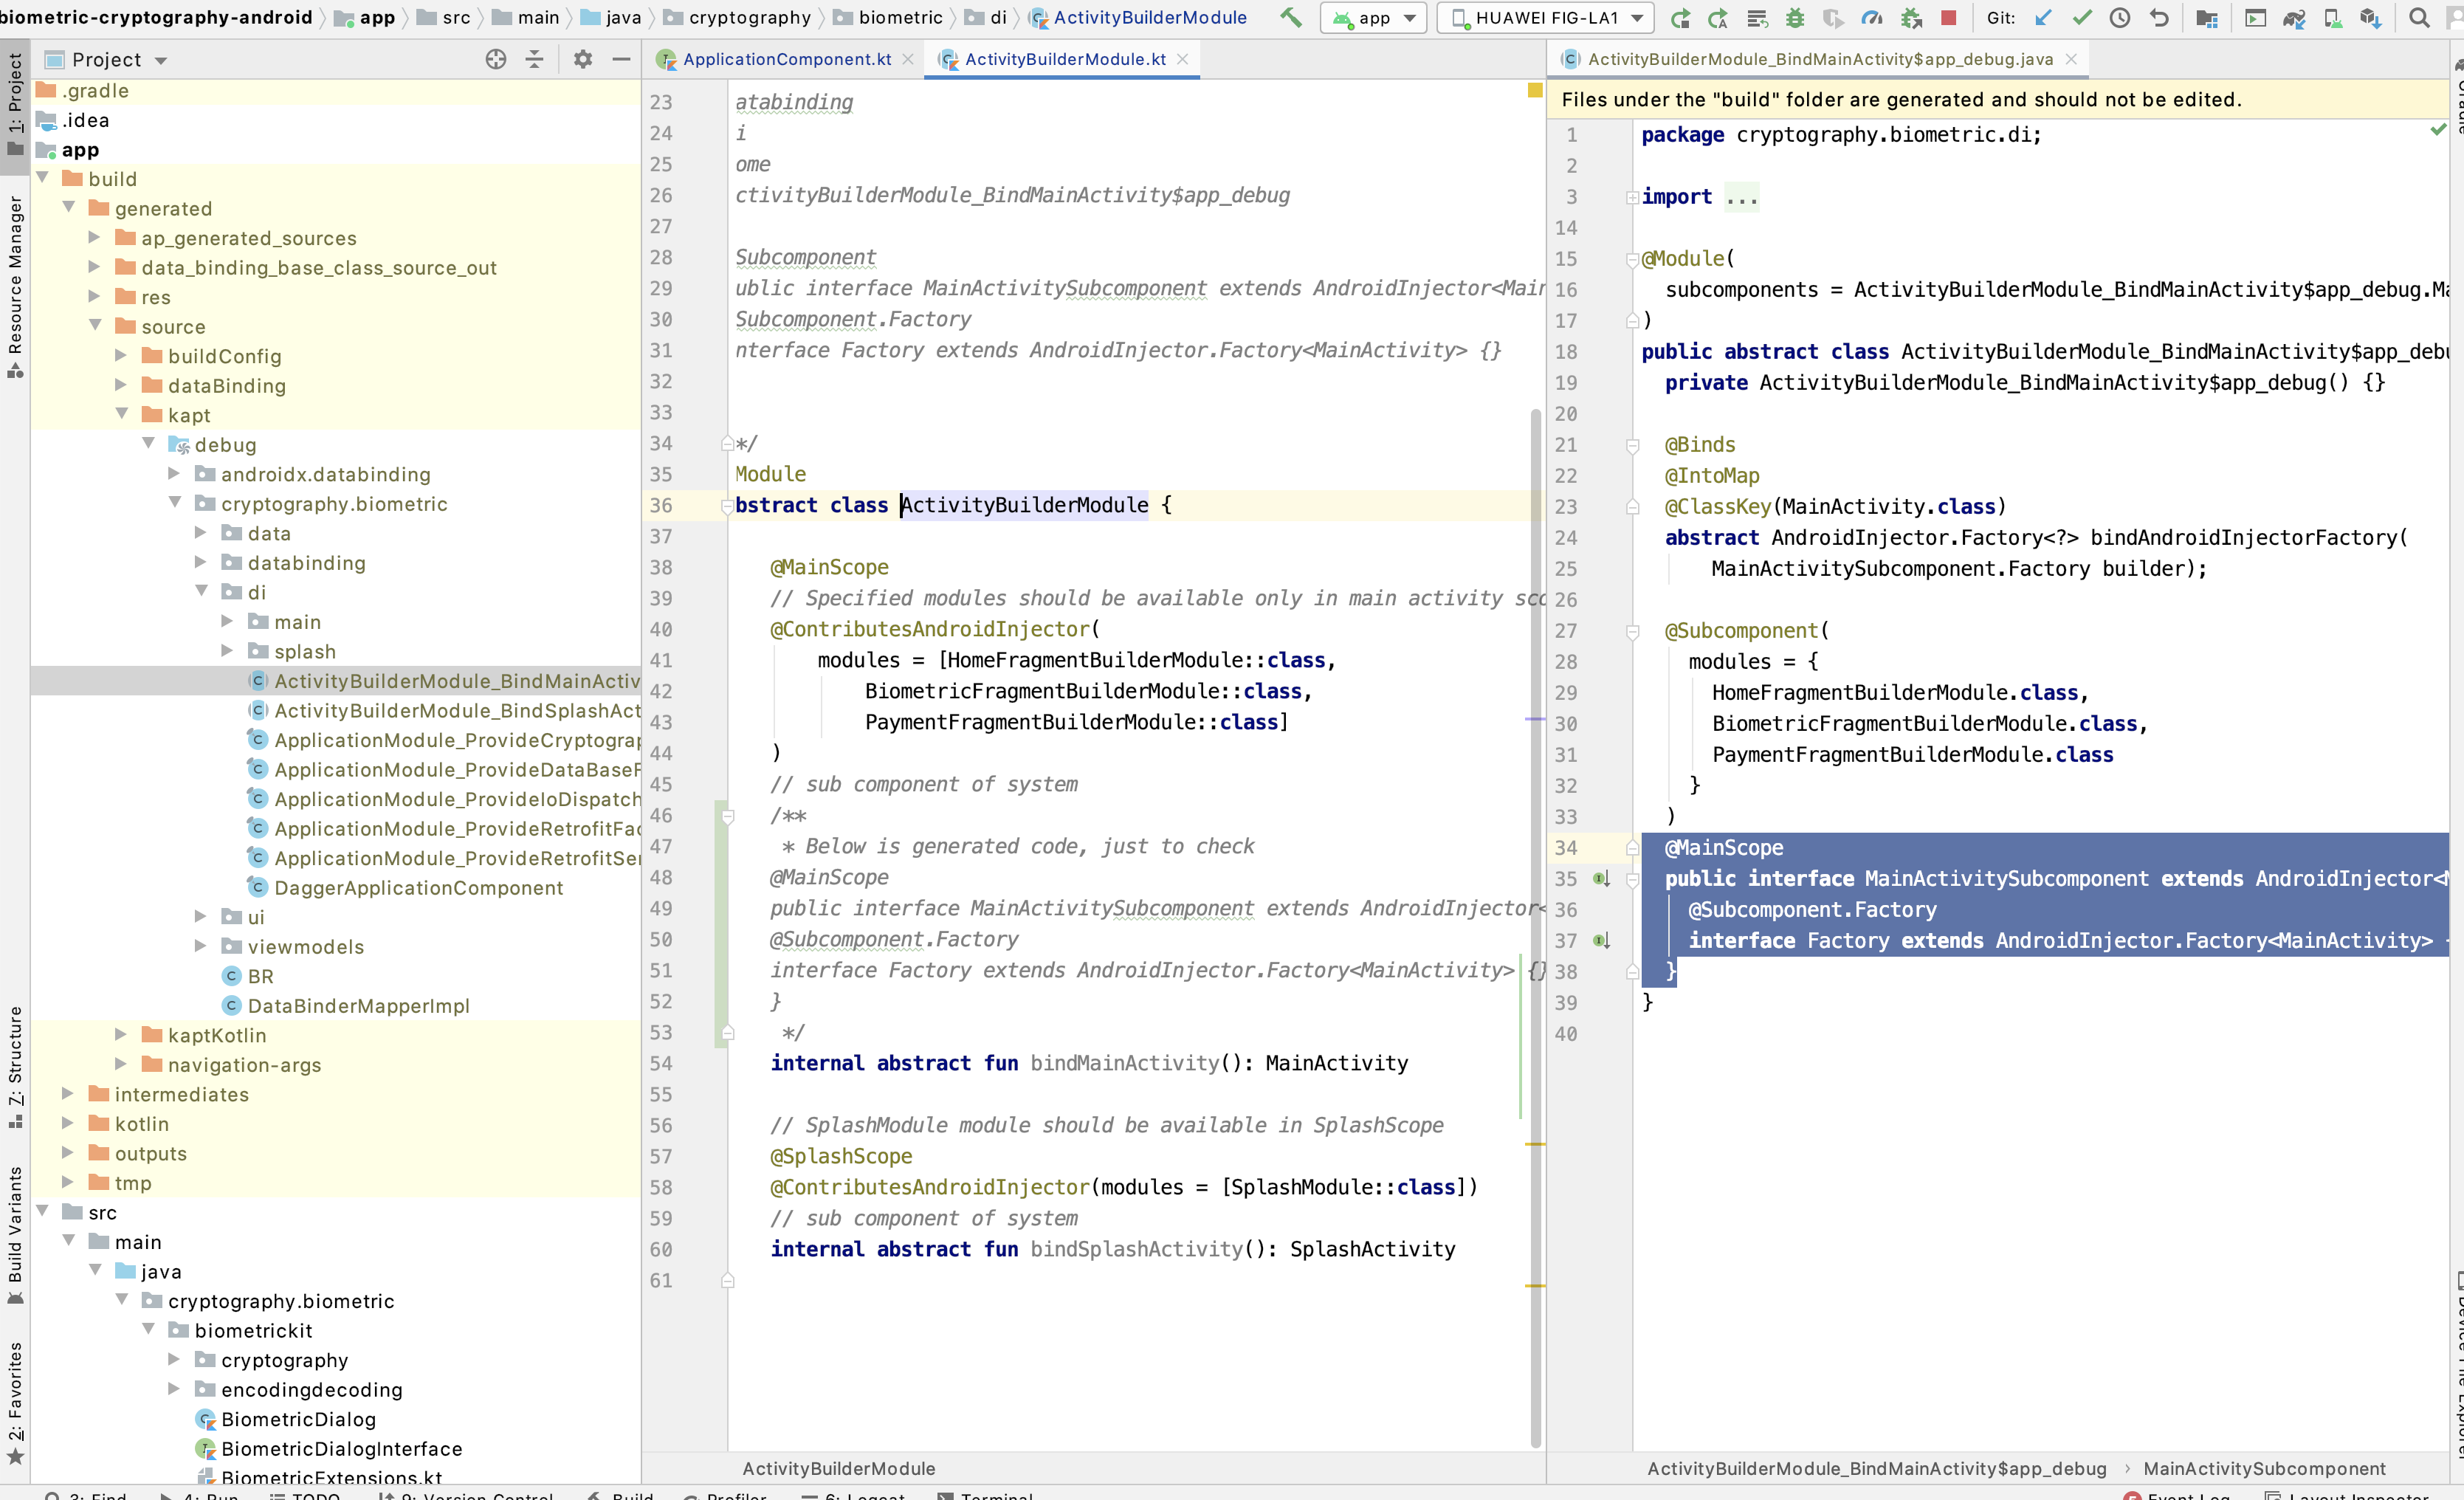 biometric-cryptography-android app src main java cryptography biometric di ActivityBuilderModule app HUAWEI FIG-LA1 Git:
1: Project
Resource Manager
7: Structure
Build Variants
2: Favorites
Project
.gradle
.idea
app
build
generated
ap_generated_sources
data_binding_base_class_source_out
res
source
buildConfig
dataBinding
kapt
debug
androidx.databinding
cryptography.biometric
data
databinding
di
main
splash
ActivityBuilderModule_BindMainActiv
ActivityBuilderModule_BindSplashAct
ApplicationModule_ProvideCryptograp
ApplicationModule_ProvideDataBaseF
ApplicationModule_ProvideIoDispatch
ApplicationModule_ProvideRetrofitFac
ApplicationModule_ProvideRetrofitSer
DaggerApplicationComponent
ui
viewmodels
BR
DataBinderMapperImpl
kaptKotlin
navigation-args
intermediates
kotlin
outputs
tmp
src
main
java
cryptography.biometric
biometrickit
cryptography
encodingdecoding
BiometricDialog
BiometricDialogInterface
BiometricExtensions.kt
ApplicationComponent.kt ActivityBuilderModule.kt
23 atabinding
24 i
25 ome
26 ctivityBuilderModule_BindMainActivity$app_debug
27
28 Subcomponent
29 ublic interface MainActivitySubcomponent extends AndroidInjector<Main
30 Subcomponent.Factory
31 nterface Factory extends AndroidInjector.Factory<MainActivity> {}
32
33
34 */
35 Module
36 bstract class ActivityBuilderModule {
37
38 @MainScope
39 // Specified modules should be available only in main activity sco
40 @ContributesAndroidInjector(
41 modules = [HomeFragmentBuilderModule::class,
42 BiometricFragmentBuilderModule::class,
43 PaymentFragmentBuilderModule::class]
44 )
45 // sub component of system
46 /**
47 * Below is generated code, just to check
48 @MainScope
49 public interface MainActivitySubcomponent extends AndroidInjector<
50 @Subcomponent.Factory
51 interface Factory extends AndroidInjector.Factory<MainActivity> {}
52 }
53 */
54 internal abstract fun bindMainActivity(): MainActivity
55
56 // SplashModule module should be available in SplashScope
57 @SplashScope
58 @ContributesAndroidInjector(modules = [SplashModule::class])
59 // sub component of system
60 internal abstract fun bindSplashActivity(): SplashActivity
61
ActivityBuilderModule
ActivityBuilderModule_BindMainActivity$app_debug.java
Files under the "build" folder are generated and should not be edited.
1 package cryptography.biometric.di;
2
3 import ...
14
15 @Module(
16 subcomponents = ActivityBuilderModule_BindMainActivity$app_debug.Ma
17 )
18 public abstract class ActivityBuilderModule_BindMainActivity$app_debu
19 private ActivityBuilderModule_BindMainActivity$app_debug() {}
20
21 @Binds
22 @IntoMap
23 @ClassKey(MainActivity.class)
24 abstract AndroidInjector.Factory<?> bindAndroidInjectorFactory(
25 MainActivitySubcomponent.Factory builder);
26
27 @Subcomponent(
28 modules = {
29 HomeFragmentBuilderModule.class,
30 BiometricFragmentBuilderModule.class,
31 PaymentFragmentBuilderModule.class
32 }
33 )
34 @MainScope
35 public interface MainActivitySubcomponent extends AndroidInjector<M
36 @Subcomponent.Factory
37 interface Factory extends AndroidInjector.Factory<MainActivity> {
38 }
39 }
40
ActivityBuilderModule_BindMainActivity$app_debug MainActivitySubcomponent
Device File Explorer
3: Find 4: Run TODO 9: Version Control Build Profiler 6: Logcat Terminal Event Log Layout Inspector